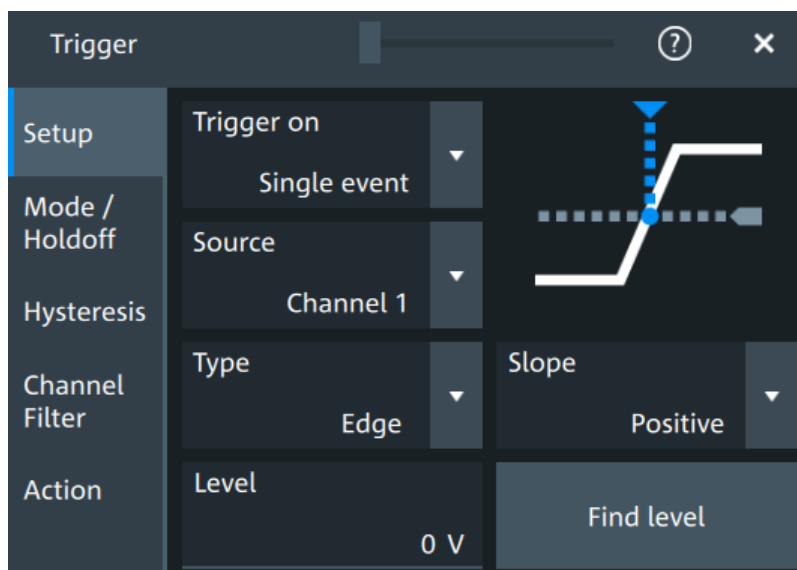 Trigger
?
×
Setup
Mode /
Holdoff
Hysteresis
Channel
Filter
Action
Trigger on
Single event
Source
Channel 1
Type
Edge
Slope
Positive
Level
0 V
Find level